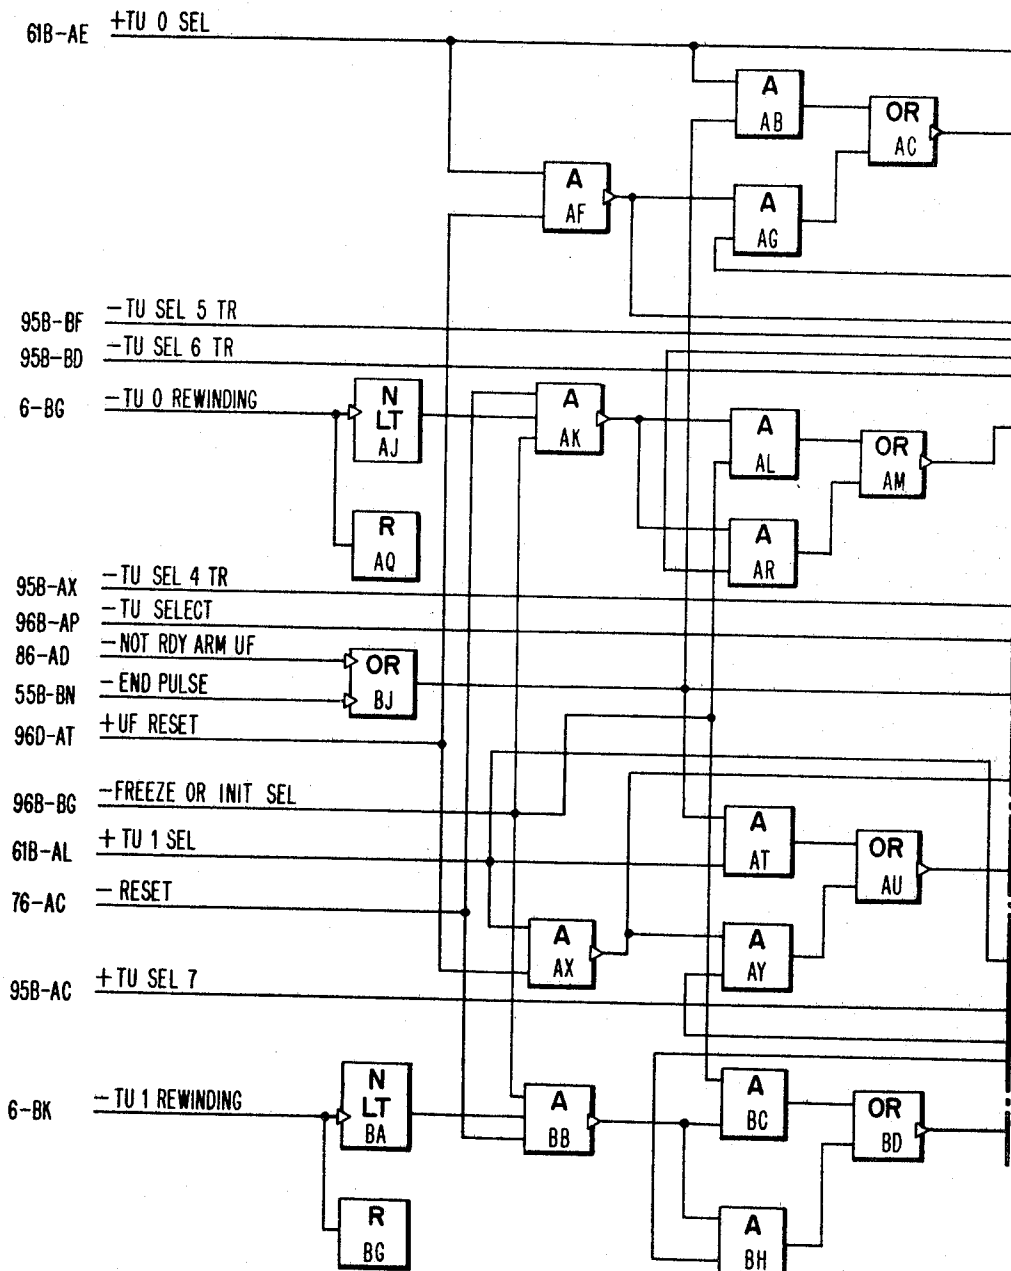 61B-AE +TU 0 SEL
A
AB
OR
AC
A
AF
A
AG
95B-BF -TU SEL 5 TR
95B-BD -TU SEL 6 TR
6-BG -TU 0 REWINDING
N
LT
AJ
A
AK
A
AL
OR
AM
R
AQ
A
AR
95B-AX -TU SEL 4 TR
96B-AP -TU SELECT
86-AD -NOT RDY ARM UF
OR
BJ
55B-BN -END PULSE
96D-AT +UF RESET
96B-BG -FREEZE OR INIT SEL
61B-AL +TU 1 SEL
A
AT
OR
AU
76-AC -RESET
A
AX
A
AY
95B-AC +TU SEL 7
6-BK -TU 1 REWINDING
N
LT
BA
A
BB
A
BC
OR
BD
R
BG
A
BH